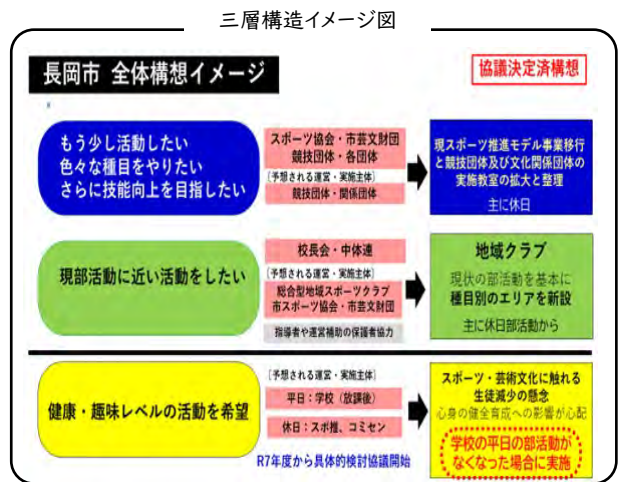 三層構造イメージ図
長岡市 全体構想イメージ
協議決定済構想
もう少し活動したい
色々な種目をやりたい
さらに技能向上を目指したい
スポーツ協会・市芸文財団
競技団体・各団体
〔予想される運営・実施主体〕
競技団体・関係団体
現スポーツ推進モデル事業移行
と競技団体及び文化関係団体の
実施教室の拡大と整理
主に休日
現部活動に近い活動をしたい
校長会・中体連
〔予想される運営・実施主体〕
総合型地域スポーツクラブ
市スポーツ協会・市芸文財団
指導者や運営補助の保護者協力
地域クラブ
現状の部活動を基本に
種目別のエリアを新設
主に休日部活動から
健康・趣味レベルの活動を希望
〔予想される運営・実施主体〕
平日：学校（放課後）
休日：スポ推、コミセン
R7年度から具体的検討協議開始
スポーツ・芸術文化に触れる
生徒減少の懸念
心身の健全育成への影響が心配
学校の平日の部活動が
なくなった場合に実施